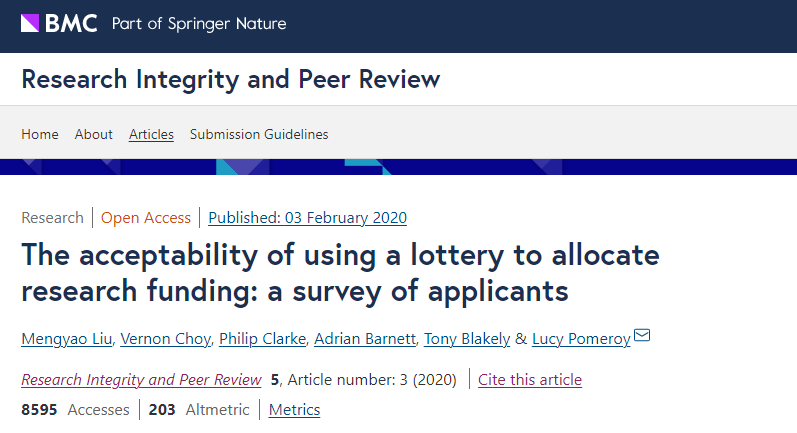 BMC Part of Springer Nature
Research Integrity and Peer Review
Home About Articles Submission Guidelines
Research | Open Access | Published: 03 February 2020
The acceptability of using a lottery to allocate
research funding: a survey of applicants
Mengyao Liu, Vernon Choy, Philip Clarke, Adrian Barnett, Tony Blakely & Lucy Pomeroy
Research Integrity and Peer Review 5, Article number: 3 (2020) | Cite this article
8595 Accesses | 203 Altmetric | Metrics